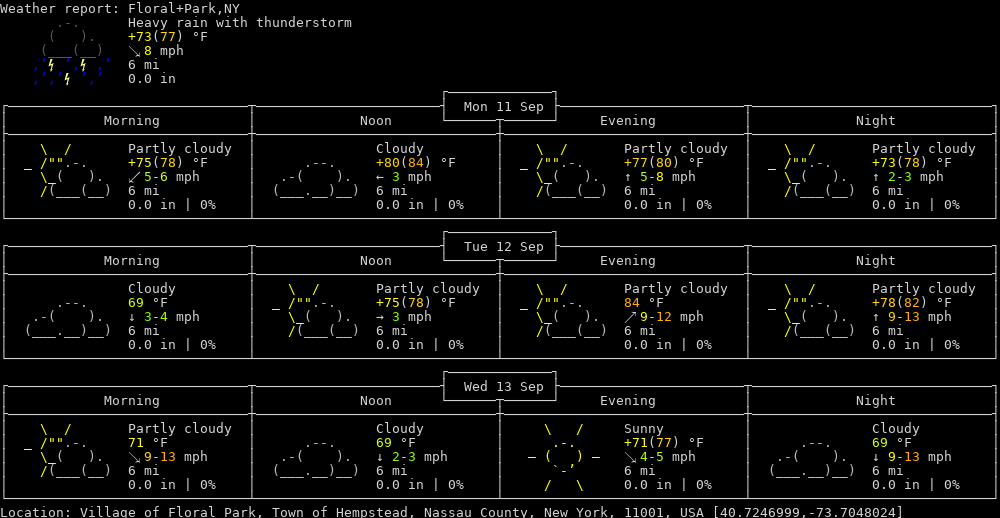 Weather report: Floral+Park,NY
Heavy rain with thunderstorm
+73(77) °F
↘ 8 mph
6 mi
0.0 in
Mon 11 Sep
Morning Noon Evening Night
Partly cloudy Cloudy Partly cloudy Partly cloudy
+75(78) °F +80(84) °F +77(80) °F +73(78) °F
↙ 5-6 mph ← 3 mph ↑ 5-8 mph ↑ 2-3 mph
6 mi 6 mi 6 mi 6 mi
0.0 in | 0% 0.0 in | 0% 0.0 in | 0% 0.0 in | 0%
Tue 12 Sep
Morning Noon Evening Night
Cloudy Partly cloudy Partly cloudy Partly cloudy
69 °F +75(78) °F 84 °F +78(82) °F
↓ 3-4 mph → 3 mph ↗ 9-12 mph ↑ 9-13 mph
6 mi 6 mi 6 mi 6 mi
0.0 in | 0% 0.0 in | 0% 0.0 in | 0% 0.0 in | 0%
Wed 13 Sep
Morning Noon Evening Night
Partly cloudy Cloudy Sunny Cloudy
71 °F 69 °F +71(77) °F 69 °F
↘ 9-13 mph ↓ 2-3 mph ↘ 4-5 mph ↓ 9-13 mph
6 mi 6 mi 6 mi 6 mi
0.0 in | 0% 0.0 in | 0% 0.0 in | 0% 0.0 in | 0%
Location: Village of Floral Park, Town of Hempstead, Nassau County, New York, 11001, USA [40.7246999,-73.7048024]